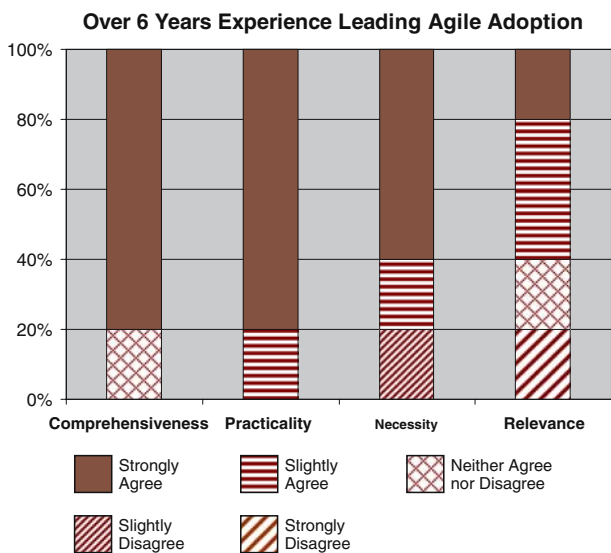 Over 6 Years Experience Leading Agile Adoption
100%
80%
60%
40%
20%
0%
Comprehensiveness Practicality Necessity Relevance
Strongly
Agree
Slightly
Agree
Neither Agree
nor Disagree
Slightly
Disagree
Strongly
Disagree